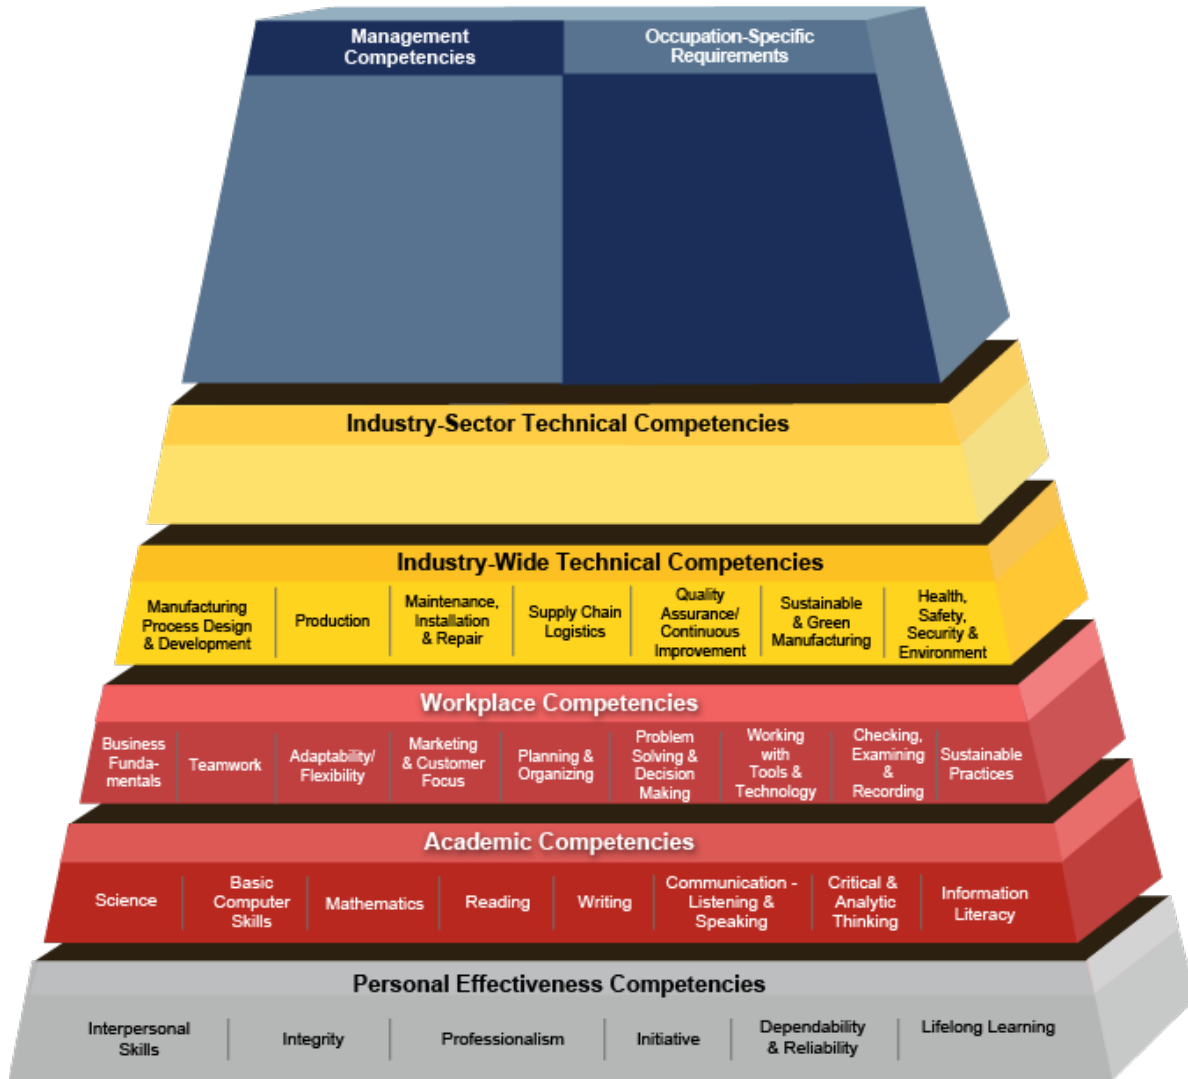 Management
Competencies
Occupation-Specific
Requirements
Industry-Sector Technical Competencies
Industry-Wide Technical Competencies
Manufacturing
Process Design
& Development
Production
Maintenance,
Installation
& Repair
Supply Chain
Logistics
Quality
Assurance/
Continuous
Improvement
Sustainable
& Green
Manufacturing
Health,
Safety,
Security &
Environment
Workplace Competencies
Business
Funda-
mentals
Teamwork
Adaptability/
Flexibility
Marketing
& Customer
Focus
Planning &
Organizing
Problem
Solving &
Decision
Making
Working
with
Tools &
Technology
Checking,
Examining
&
Recording
Sustainable
Practices
Academic Competencies
Science
Basic
Computer
Skills
Mathematics
Reading
Writing
Communication -
Listening &
Speaking
Critical &
Analytic
Thinking
Information
Literacy
Personal Effectiveness Competencies
Interpersonal
Skills
Integrity
Professionalism
Initiative
Dependability
& Reliability
Lifelong Learning